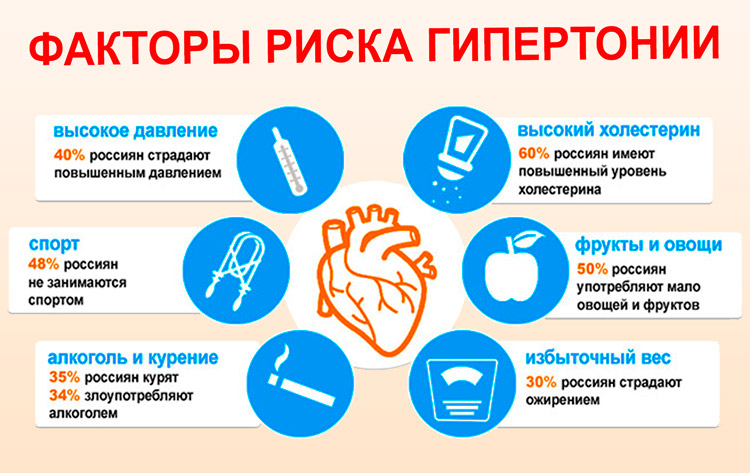 ФАКТОРЫ РИСКА ГИПЕРТОНИИ
высокое давление
40% россиян страдают
повышенным давлением
высокий холестерин
60% россиян имеют
повышенный уровень
холестерина
спорт
48% россиян
не занимаются
спортом
фрукты и овощи
50% россиян
употребляют мало
овощей и фруктов
алкоголь и курение
35% россиян курят
34% злоупотребляют
алкоголем
избыточный вес
30% россиян страдают
ожирением